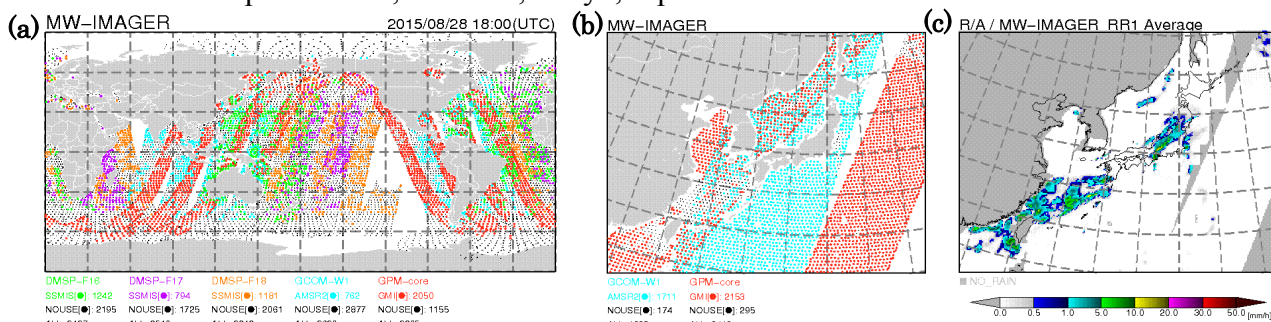 (a)
MW-IMAGER 2015/08/28 18:00(UTC)
DMSP-F16 DMSP-F17 DMSP-F18 GCOM-W1 GPM-core
SSMIS[●]: 1242 SSMIS[●]: 794 SSMIS[●]: 1181 AMSR2[●]: 762 GMI[●]: 2050
NOUSE[●]: 2195 NOUSE[●]: 1725 NOUSE[●]: 2061 NOUSE[●]: 2877 NOUSE[●]: 1155
(b)
MW-IMAGER
GCOM-W1 GPM-core
AMSR2[●]: 1711 GMI[●]: 2153
NOUSE[●]: 174 NOUSE[●]: 295
(c)
R/A / MW-IMAGER RR1 Average
NO_RAIN
0.0 0.5 1.0 5.0 10.0 20.0 30.0 50.0 [mm/h]